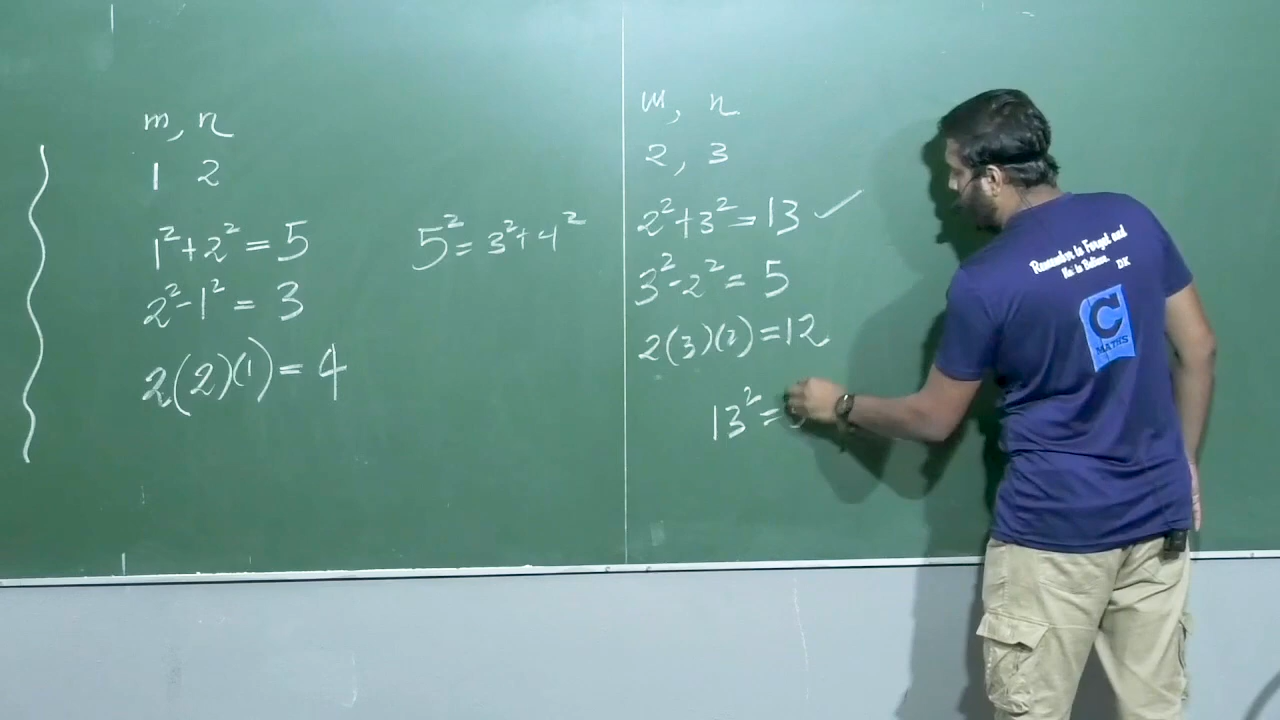 m, n
1 2
1² + 2² = 5
2² - 1² = 3
2(2)(1) = 4
5² = 3² + 4²
m, n
2, 3
2² + 3² = 13 ✓
3² - 2² = 5
2(3)(2) = 12
13² =
Remember to Forget and
Not to Believe. DK
C
MATHS